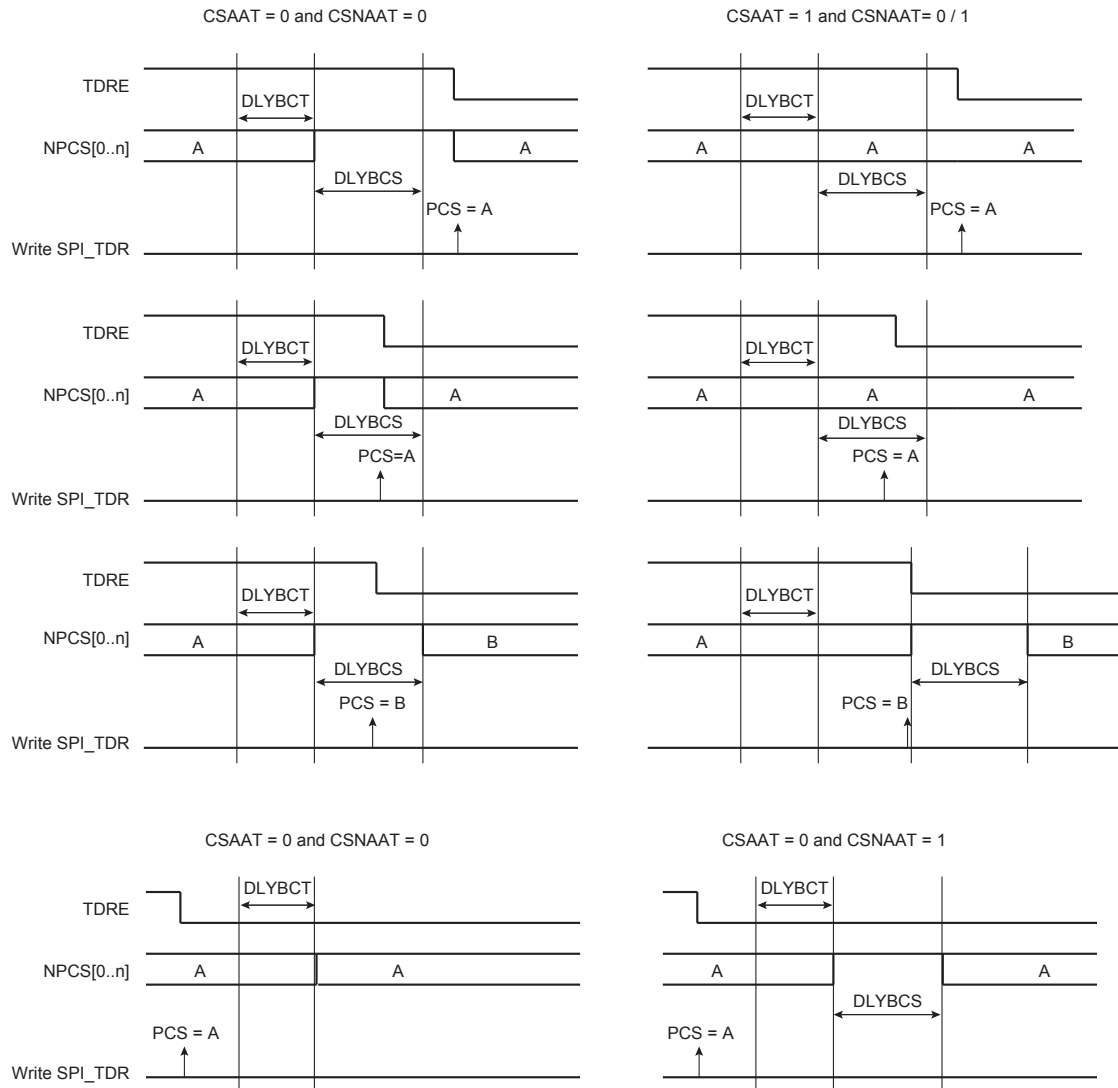 CSAAT = 0 and CSNAAT = 0
CSAAT = 1 and CSNAAT= 0 / 1
TDRE
DLYBCT
DLYBCT
NPCS[0..n]
A
A
A
A
A
DLYBCS
DLYBCS
PCS = A
PCS = A
Write SPI_TDR
TDRE
DLYBCT
DLYBCT
NPCS[0..n]
A
A
A
A
A
DLYBCS
DLYBCS
PCS=A
PCS = A
Write SPI_TDR
TDRE
DLYBCT
DLYBCT
NPCS[0..n]
A
B
A
B
DLYBCS
DLYBCS
PCS = B
PCS = B
Write SPI_TDR
CSAAT = 0 and CSNAAT = 0
CSAAT = 0 and CSNAAT = 1
DLYBCT
DLYBCT
TDRE
NPCS[0..n]
A
A
A
A
DLYBCS
PCS = A
PCS = A
Write SPI_TDR